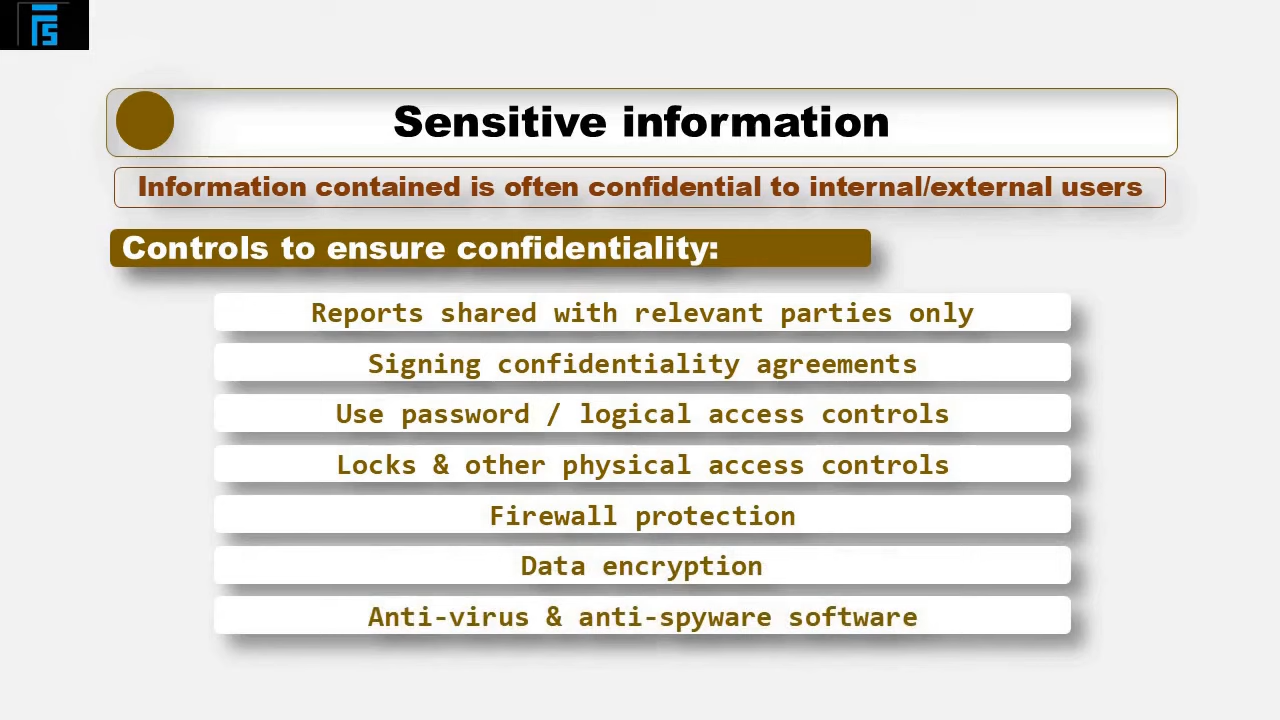 Sensitive information
Information contained is often confidential to internal/external users
Controls to ensure confidentiality:
Reports shared with relevant parties only
Signing confidentiality agreements
Use password / logical access controls
Locks & other physical access controls
Firewall protection
Data encryption
Anti-virus & anti-spyware software